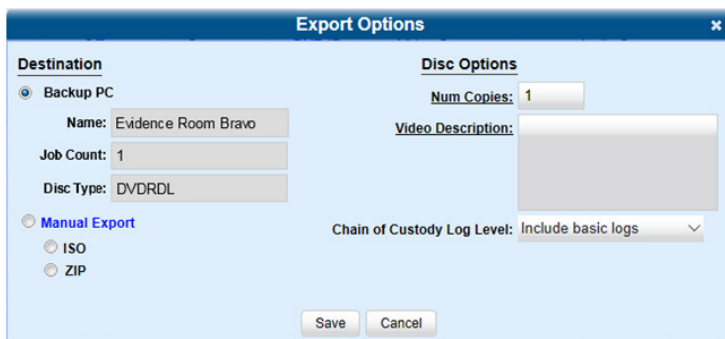 Export Options
Destination
Backup PC
Name: Evidence Room Bravo
Job Count: 1
Disc Type: DVDRDL
Manual Export
ISO
ZIP
Disc Options
Num Copies: 1
Video Description:
Chain of Custody Log Level: Include basic logs
Save Cancel